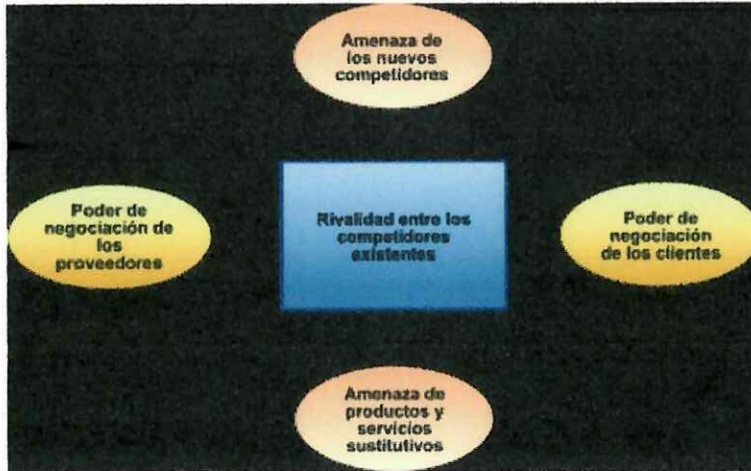 Amenaza de
los nuevos
competidores
Poder de
negociación de
los
proveedores
Rivalidad entre los
competidores
existentes
Poder de
negociación
de los clientes
Amenaza de
productos y
servicios
sustitutivos